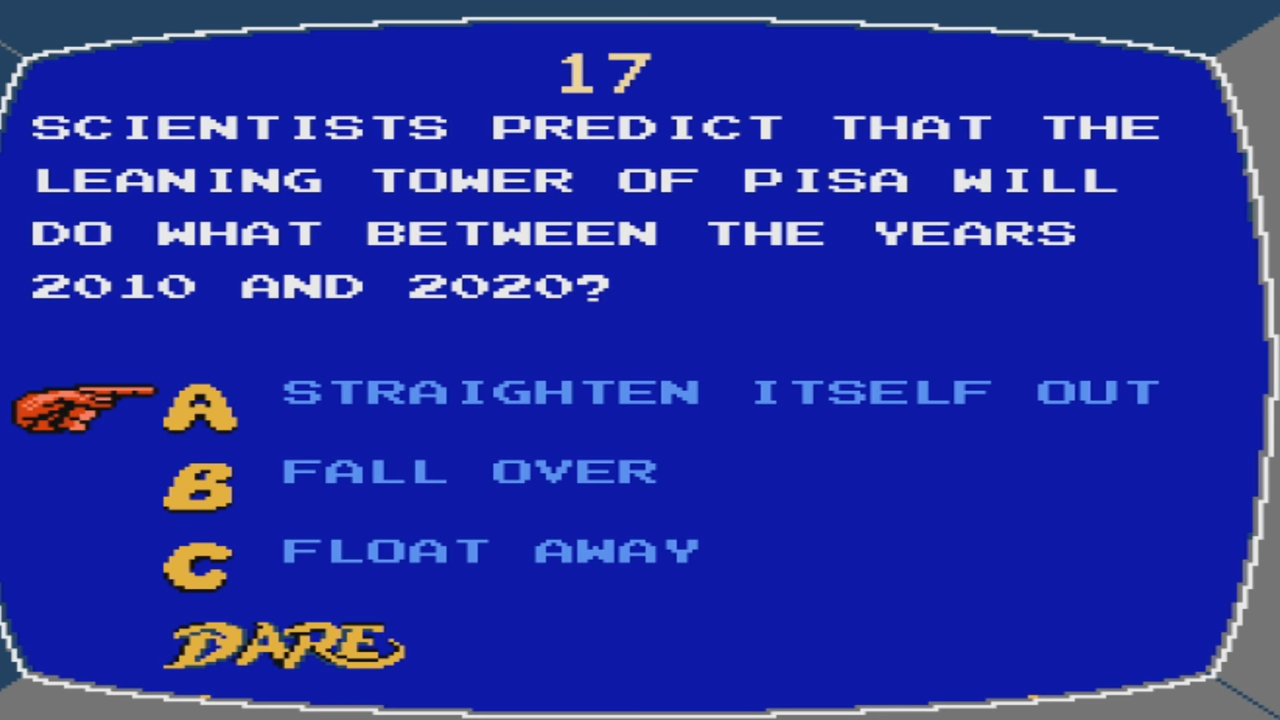 17
SCIENTISTS PREDICT THAT THE
LEANING TOWER OF PISA WILL
DO WHAT BETWEEN THE YEARS
2010 AND 2020?
A STRAIGHTEN ITSELF OUT
B FALL OVER
C FLOAT AWAY
DARE